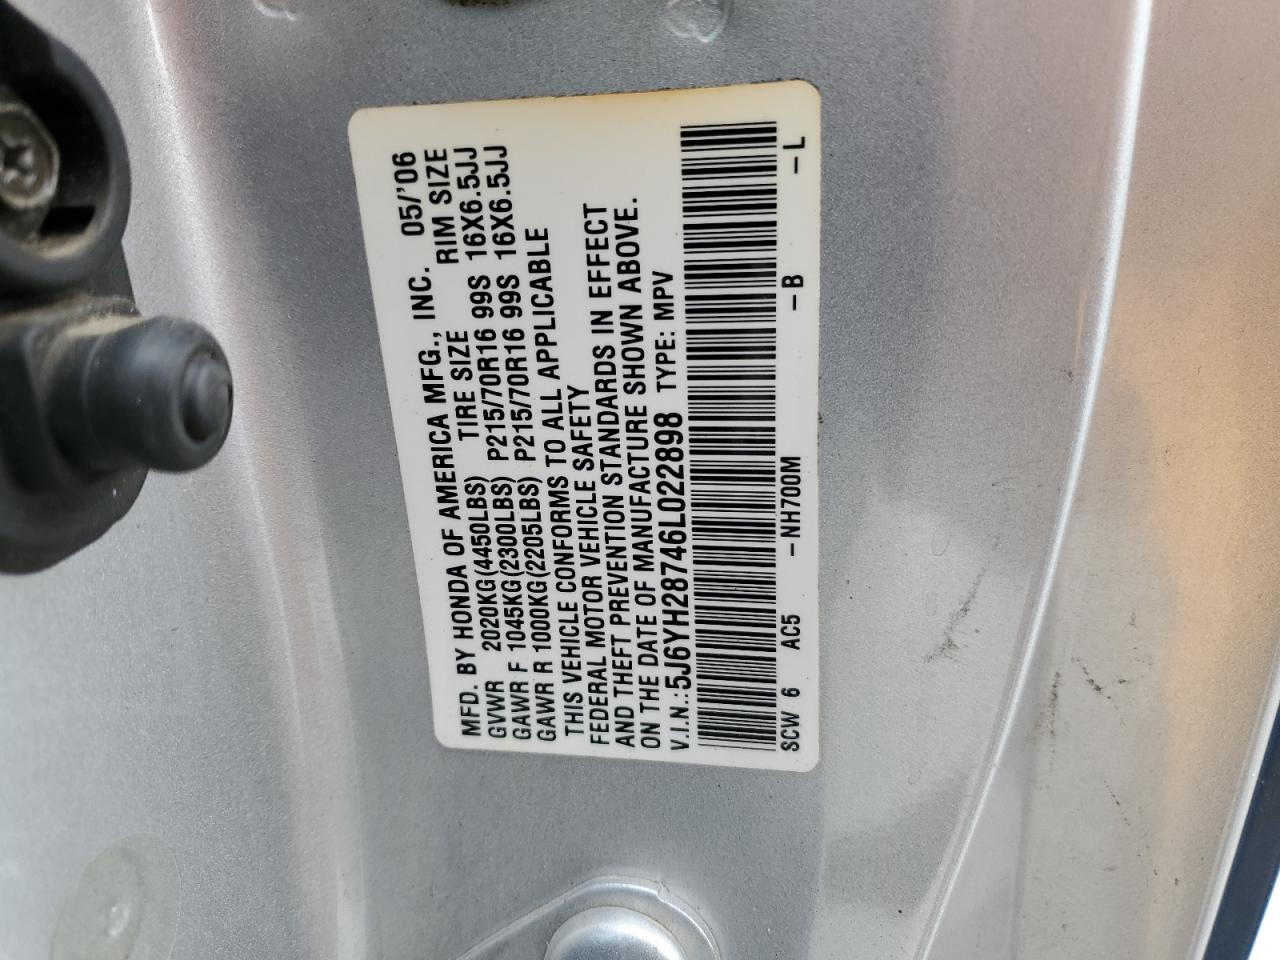 MFD. BY HONDA OF AMERICA MFG., INC. 05/'06
GVWR 2020KG(4450LBS) TIRE SIZE RIM SIZE
GAWR F 1045KG(2300LBS) P215/70R16 99S 16X6.5JJ
GAWR R 1000KG(2205LBS) P215/70R16 99S 16X6.5JJ
THIS VEHICLE CONFORMS TO ALL APPLICABLE
FEDERAL MOTOR VEHICLE SAFETY
AND THEFT PREVENTION STANDARDS IN EFFECT
ON THE DATE OF MANUFACTURE SHOWN ABOVE.
V.I.N.: 5J6YH28746L022898 TYPE: MPV
SCW 6 AC5 -NH700M -B -L